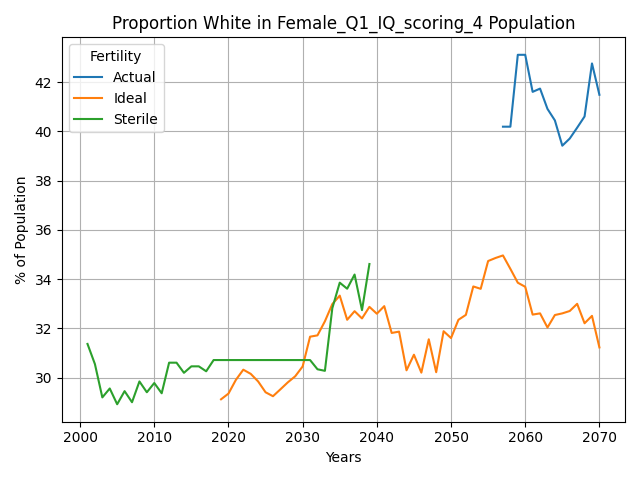 Proportion White in Female_Q1_IQ_scoring_4 Population
Fertility
Actual
Ideal
Sterile
% of Population
42
40
38
36
34
32
30
2000 2010 2020 2030 2040 2050 2060 2070
Years